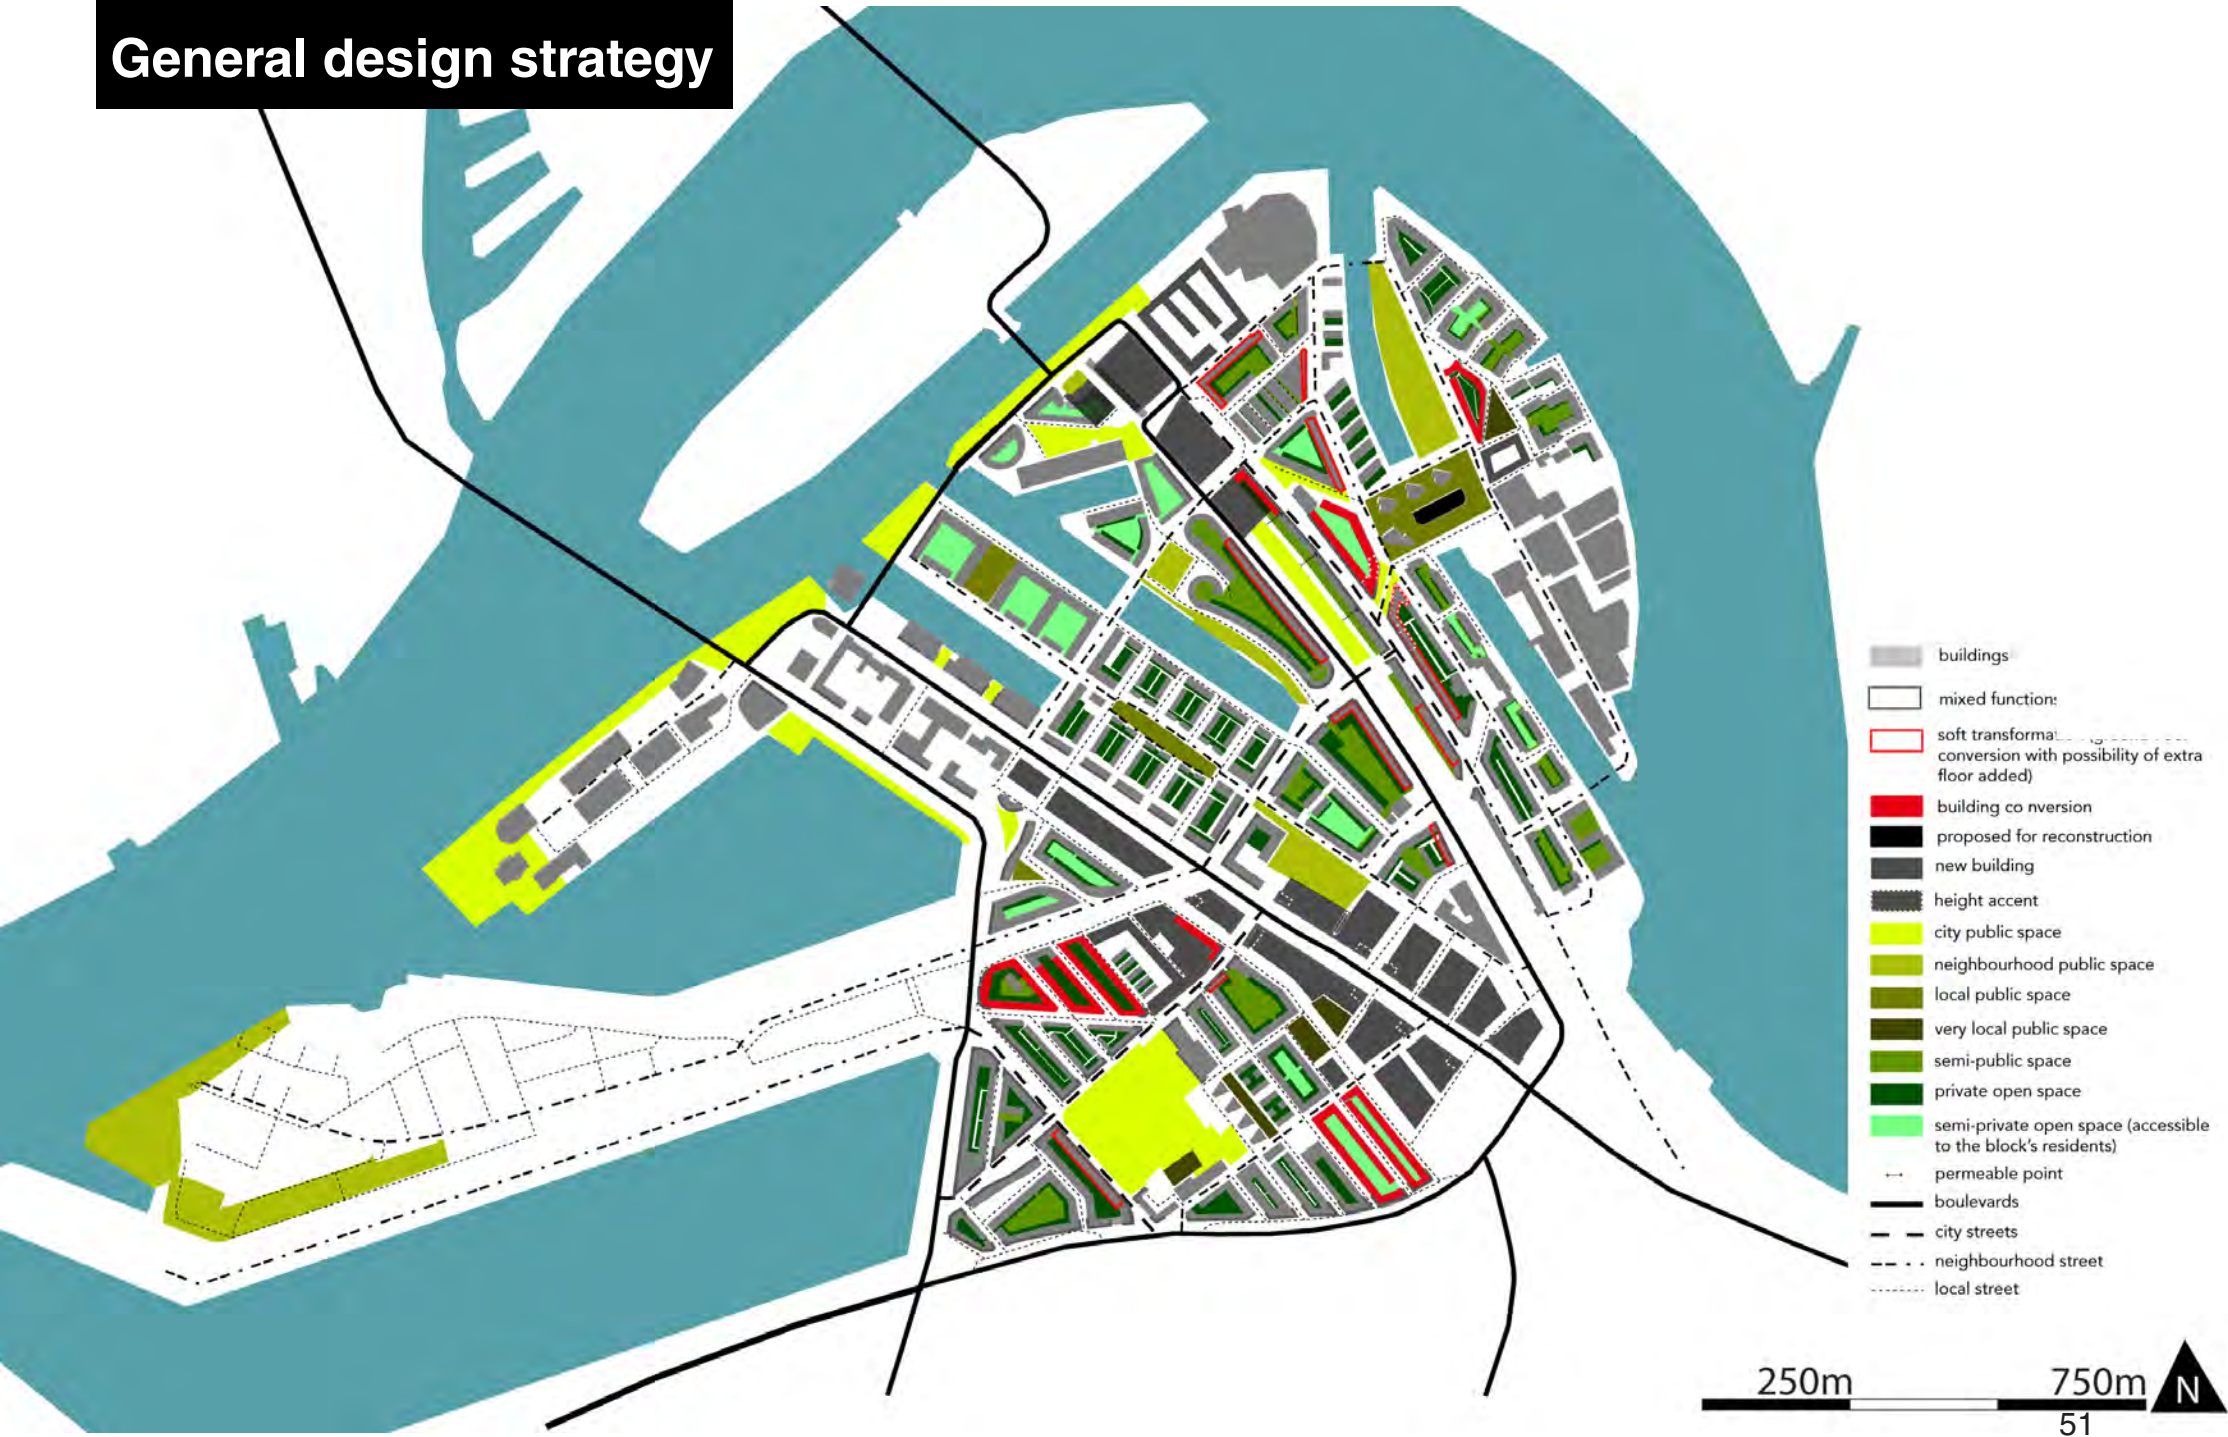 General design strategy
buildings
mixed functions
soft transforma
conversion with possibility of extra
floor added)
building co nversion
proposed for reconstruction
new building
height accent
city public space
neighbourhood public space
local public space
very local public space
semi-public space
private open space
semi-private open space (accessible
to the block's residents)
permeable point
boulevards
city streets
neighbourhood street
local street
250m
750m
N
51